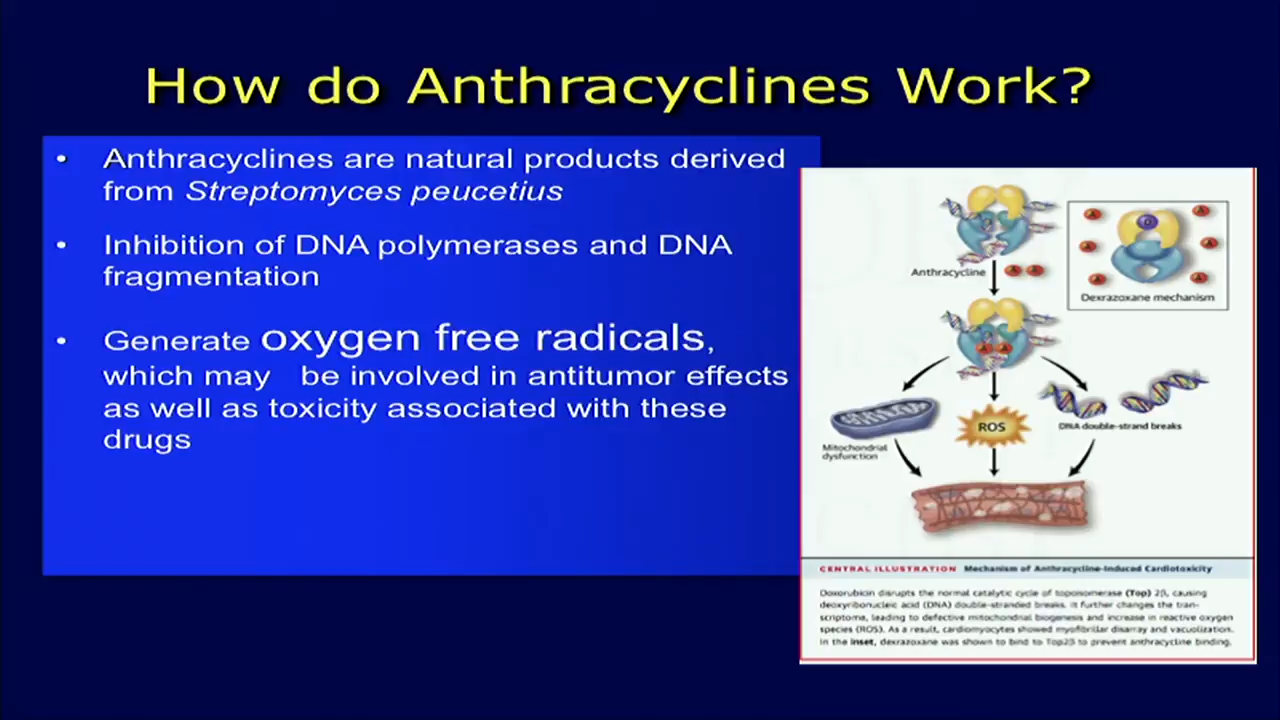 How do Anthracyclines Work?
• Anthracyclines are natural products derived
from Streptomyces peucetius
• Inhibition of DNA polymerases and DNA
fragmentation
• Generate oxygen free radicals,
which may be involved in antitumor effects
as well as toxicity associated with these
drugs
Anthracycline
A A
Dexrazoane mechanism
Mitochondrial
dysfunction
ROS
DNA double-strand breaks
CENTRAL ILLUSTRATION Mechanism of Anthracycline-Induced Cardiotoxicity
Doxorubicin disrupts the normal catalytic cycle of topoisomerase (Top) 2β, causing
deoxyribonucleic acid (DNA) double-stranded breaks. It further changes the tran-
scriptome, leading to defective mitochondrial biogenesis and increase in reactive oxygen
species (ROS). As a result, cardiomyocytes showed myofibrillar disarray and vacuolization.
In the inset, dexrazoxane was shown to bind to Top2β to prevent anthracycline binding.